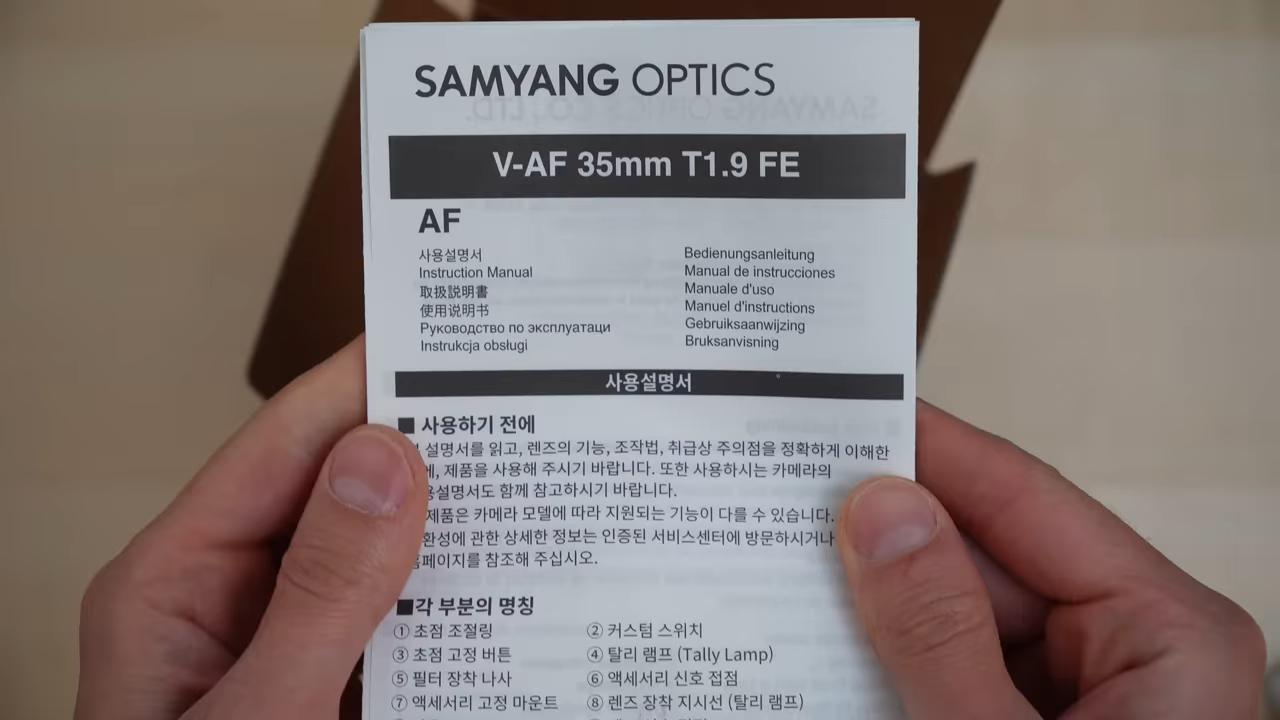 SAMYANG OPTICS
V-AF 35mm T1.9 FE
AF
사용설명서
Instruction Manual
取扱説明書
使用说明书
Руководство по эксплуатаци
Instrukcja obsługi
Bedienungsanleitung
Manual de instrucciones
Manuale d'uso
Manuel d'instructions
Gebruiksaanwijzing
Bruksanvisning
사용설명서
■ 사용하기 전에
설명서를 읽고, 렌즈의 기능, 조작법, 취급상 주의점을 정확하게 이해한
제품을 사용해 주시기 바랍니다. 또한 사용하시는 카메라의
함께 참고하시기 바랍니다.
제품은 카메라 모델에 따라 지원되는 기능이 다를 수 있습니다.
관한 상세한 정보는 인증된 서비스센터에 방문하시거나
참조해 주십시오.
■각 부분의 명칭
① 초점 조절링
② 커스텀 스위치
③ 초점 고정 버튼
④ 탈리 램프 (Tally Lamp)
⑤ 필터 장착 나사
⑥ 액세서리 신호 접점
⑦ 액세서리 고정 마운트
⑧ 렌즈 장착 지시선 (탈리 램프)